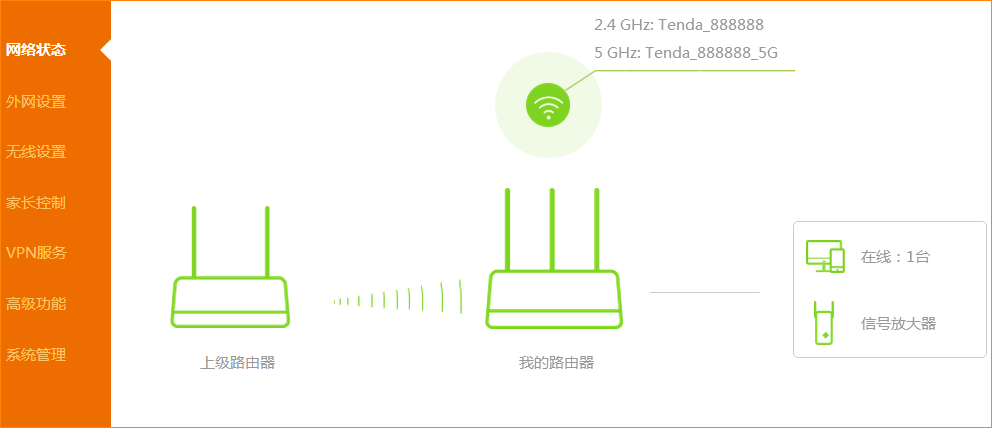 2.4 GHz: Tenda_888888
5 GHz: Tenda_888888_5G
网络状态
外网设置
无线设置
家长控制
VPN服务
高级功能
系统管理
上级路由器
我的路由器
在线：1台
信号放大器